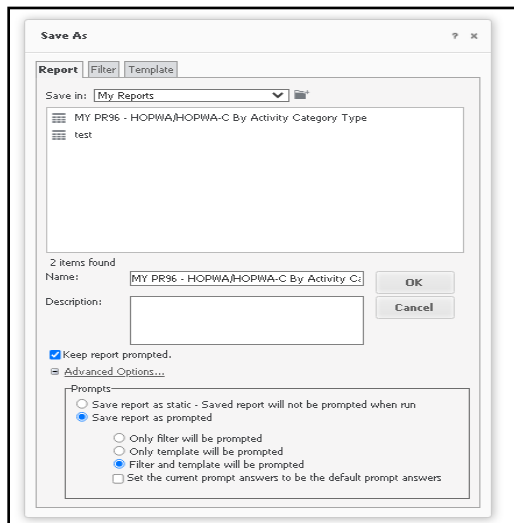 Save As ? ×
Report Filter Template
Save in: My Reports
MY PR96 - HOPWA/HOPWA-C By Activity Category Type
test
2 items found
Name: MY PR96 - HOPWA/HOPWA-C By Activity Ca
OK
Description:
Cancel
Keep report prompted.
Advanced Options...
Prompts
Save report as static - Saved report will not be prompted when run
Save report as prompted
Only filter will be prompted
Only template will be prompted
Filter and template will be prompted
Set the current prompt answers to be the default prompt answers